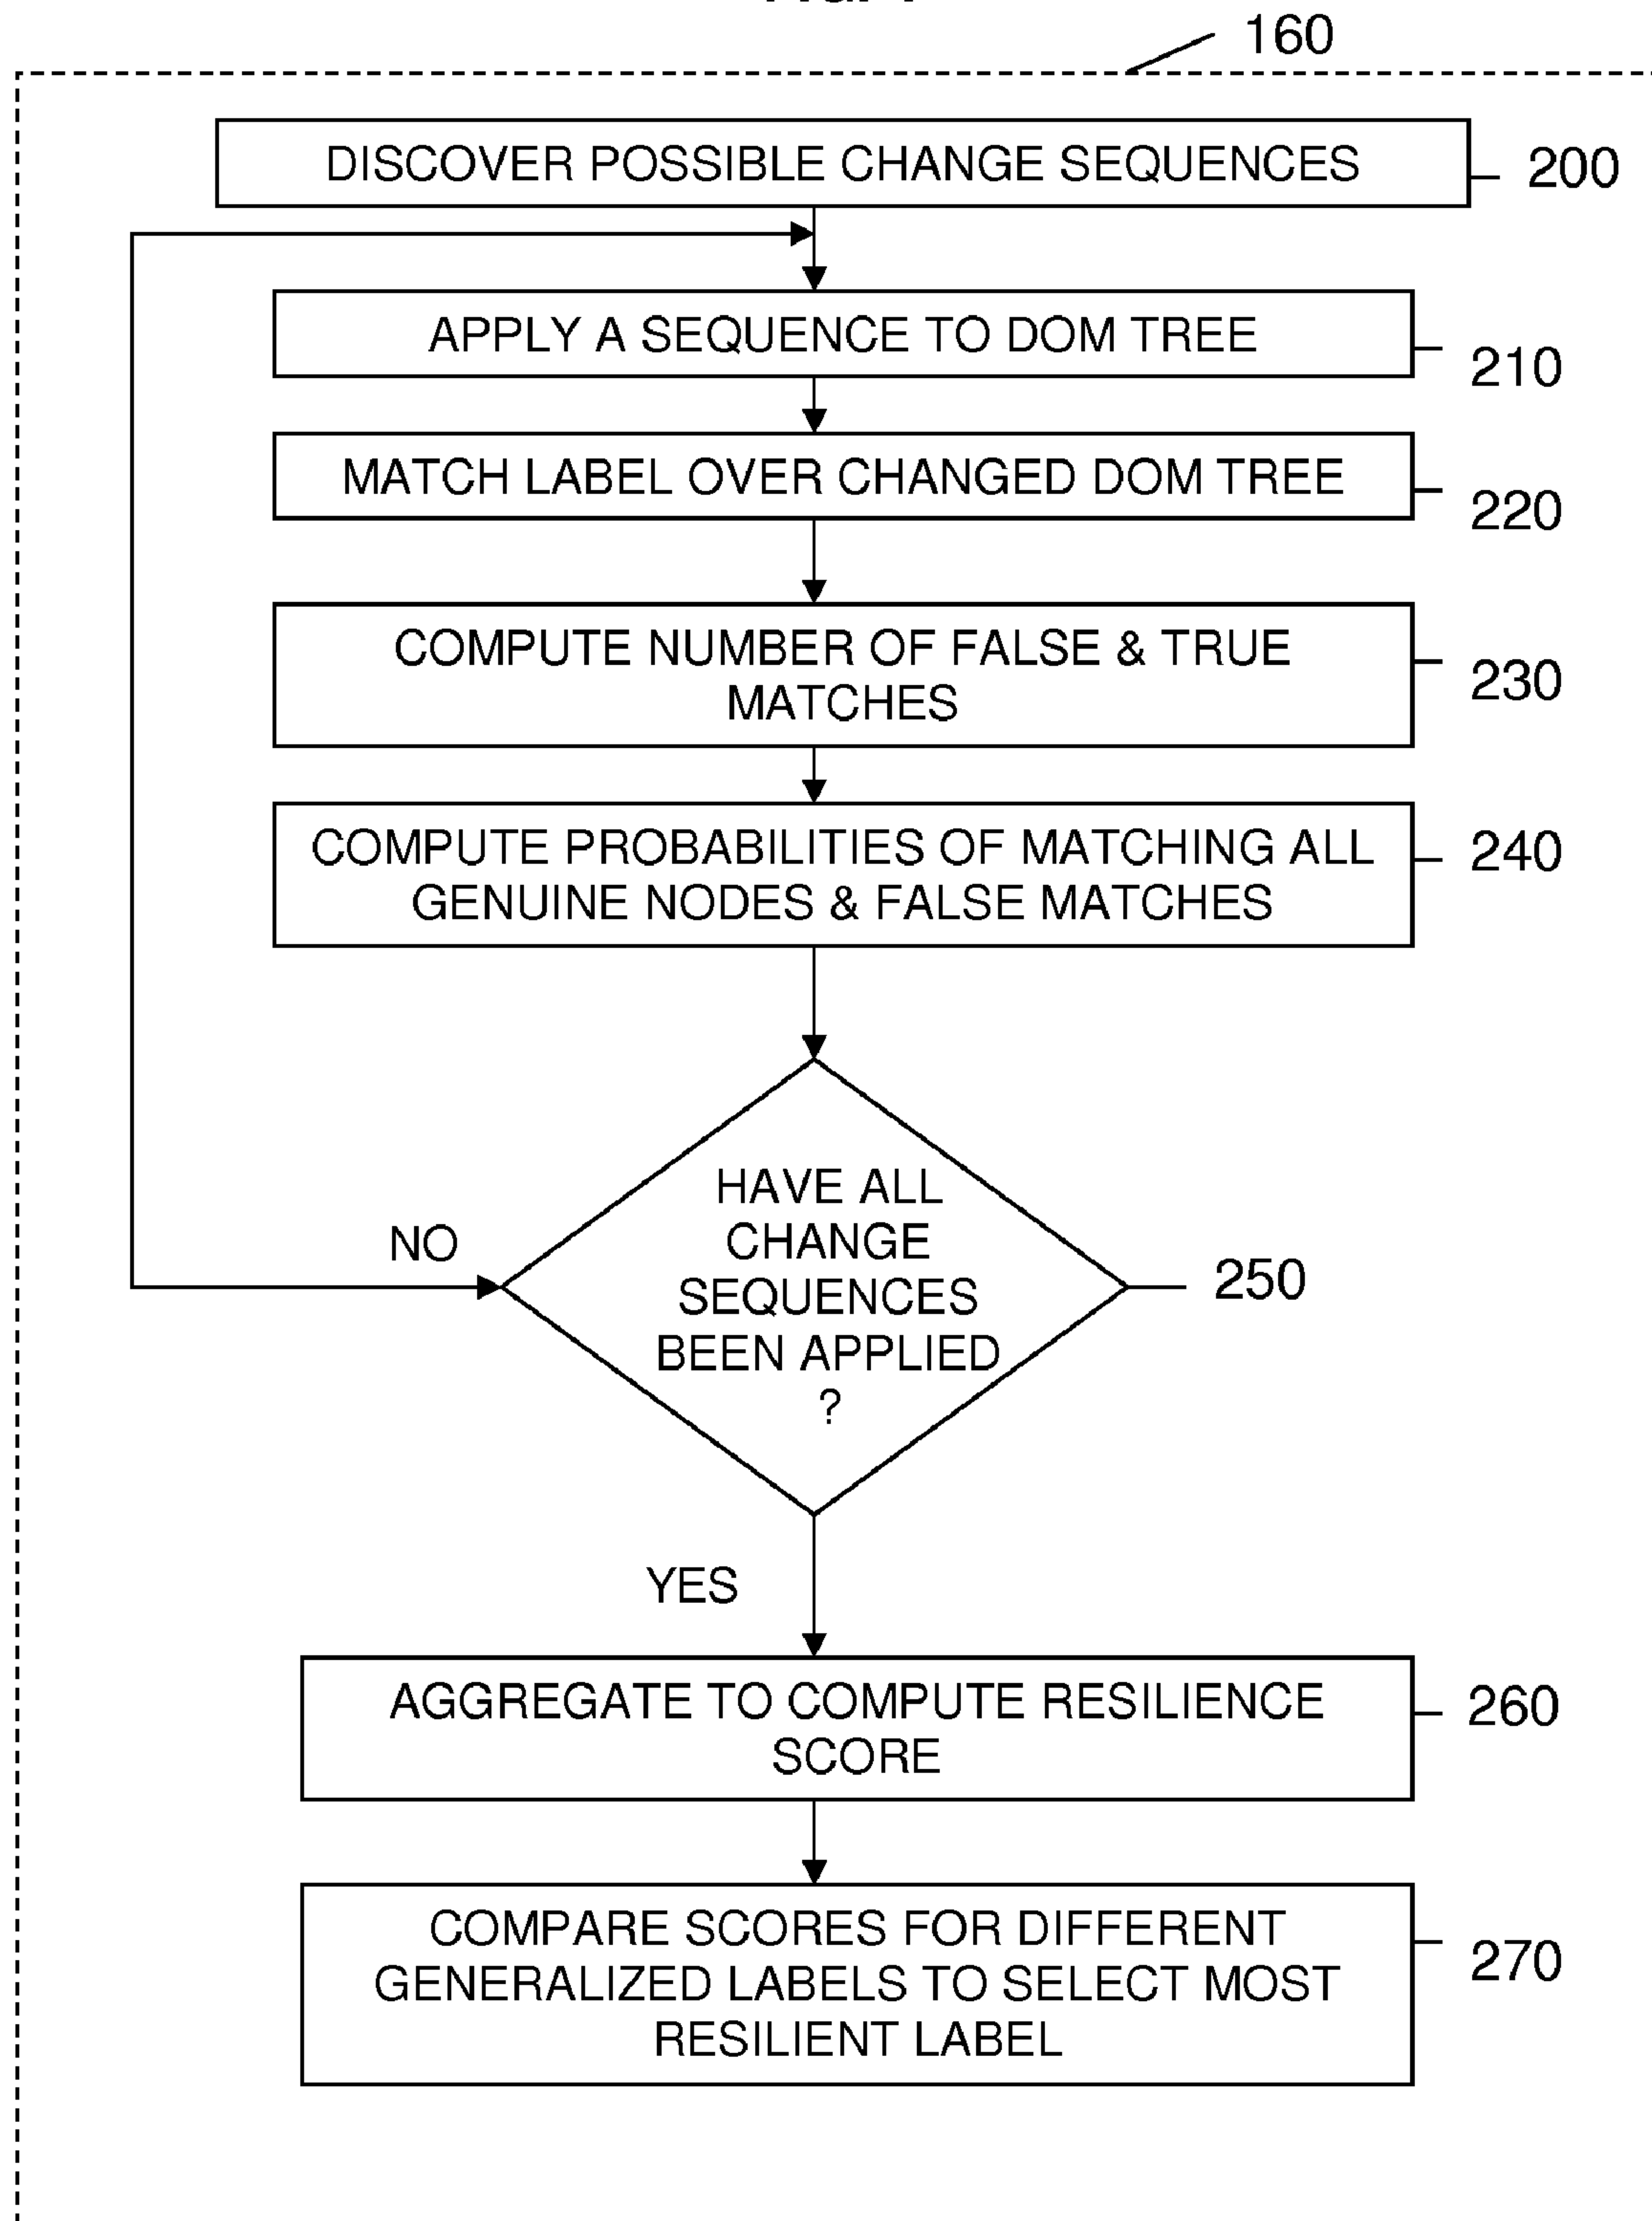 160
DISCOVER POSSIBLE CHANGE SEQUENCES
200
APPLY A SEQUENCE TO DOM TREE
210
MATCH LABEL OVER CHANGED DOM TREE
220
COMPUTE NUMBER OF FALSE & TRUE
MATCHES
230
COMPUTE PROBABILITIES OF MATCHING ALL
GENUINE NODES & FALSE MATCHES
240
HAVE ALL
CHANGE
SEQUENCES
BEEN APPLIED
?
NO
250
YES
AGGREGATE TO COMPUTE RESILIENCE
SCORE
260
COMPARE SCORES FOR DIFFERENT
GENERALIZED LABELS TO SELECT MOST
RESILIENT LABEL
270